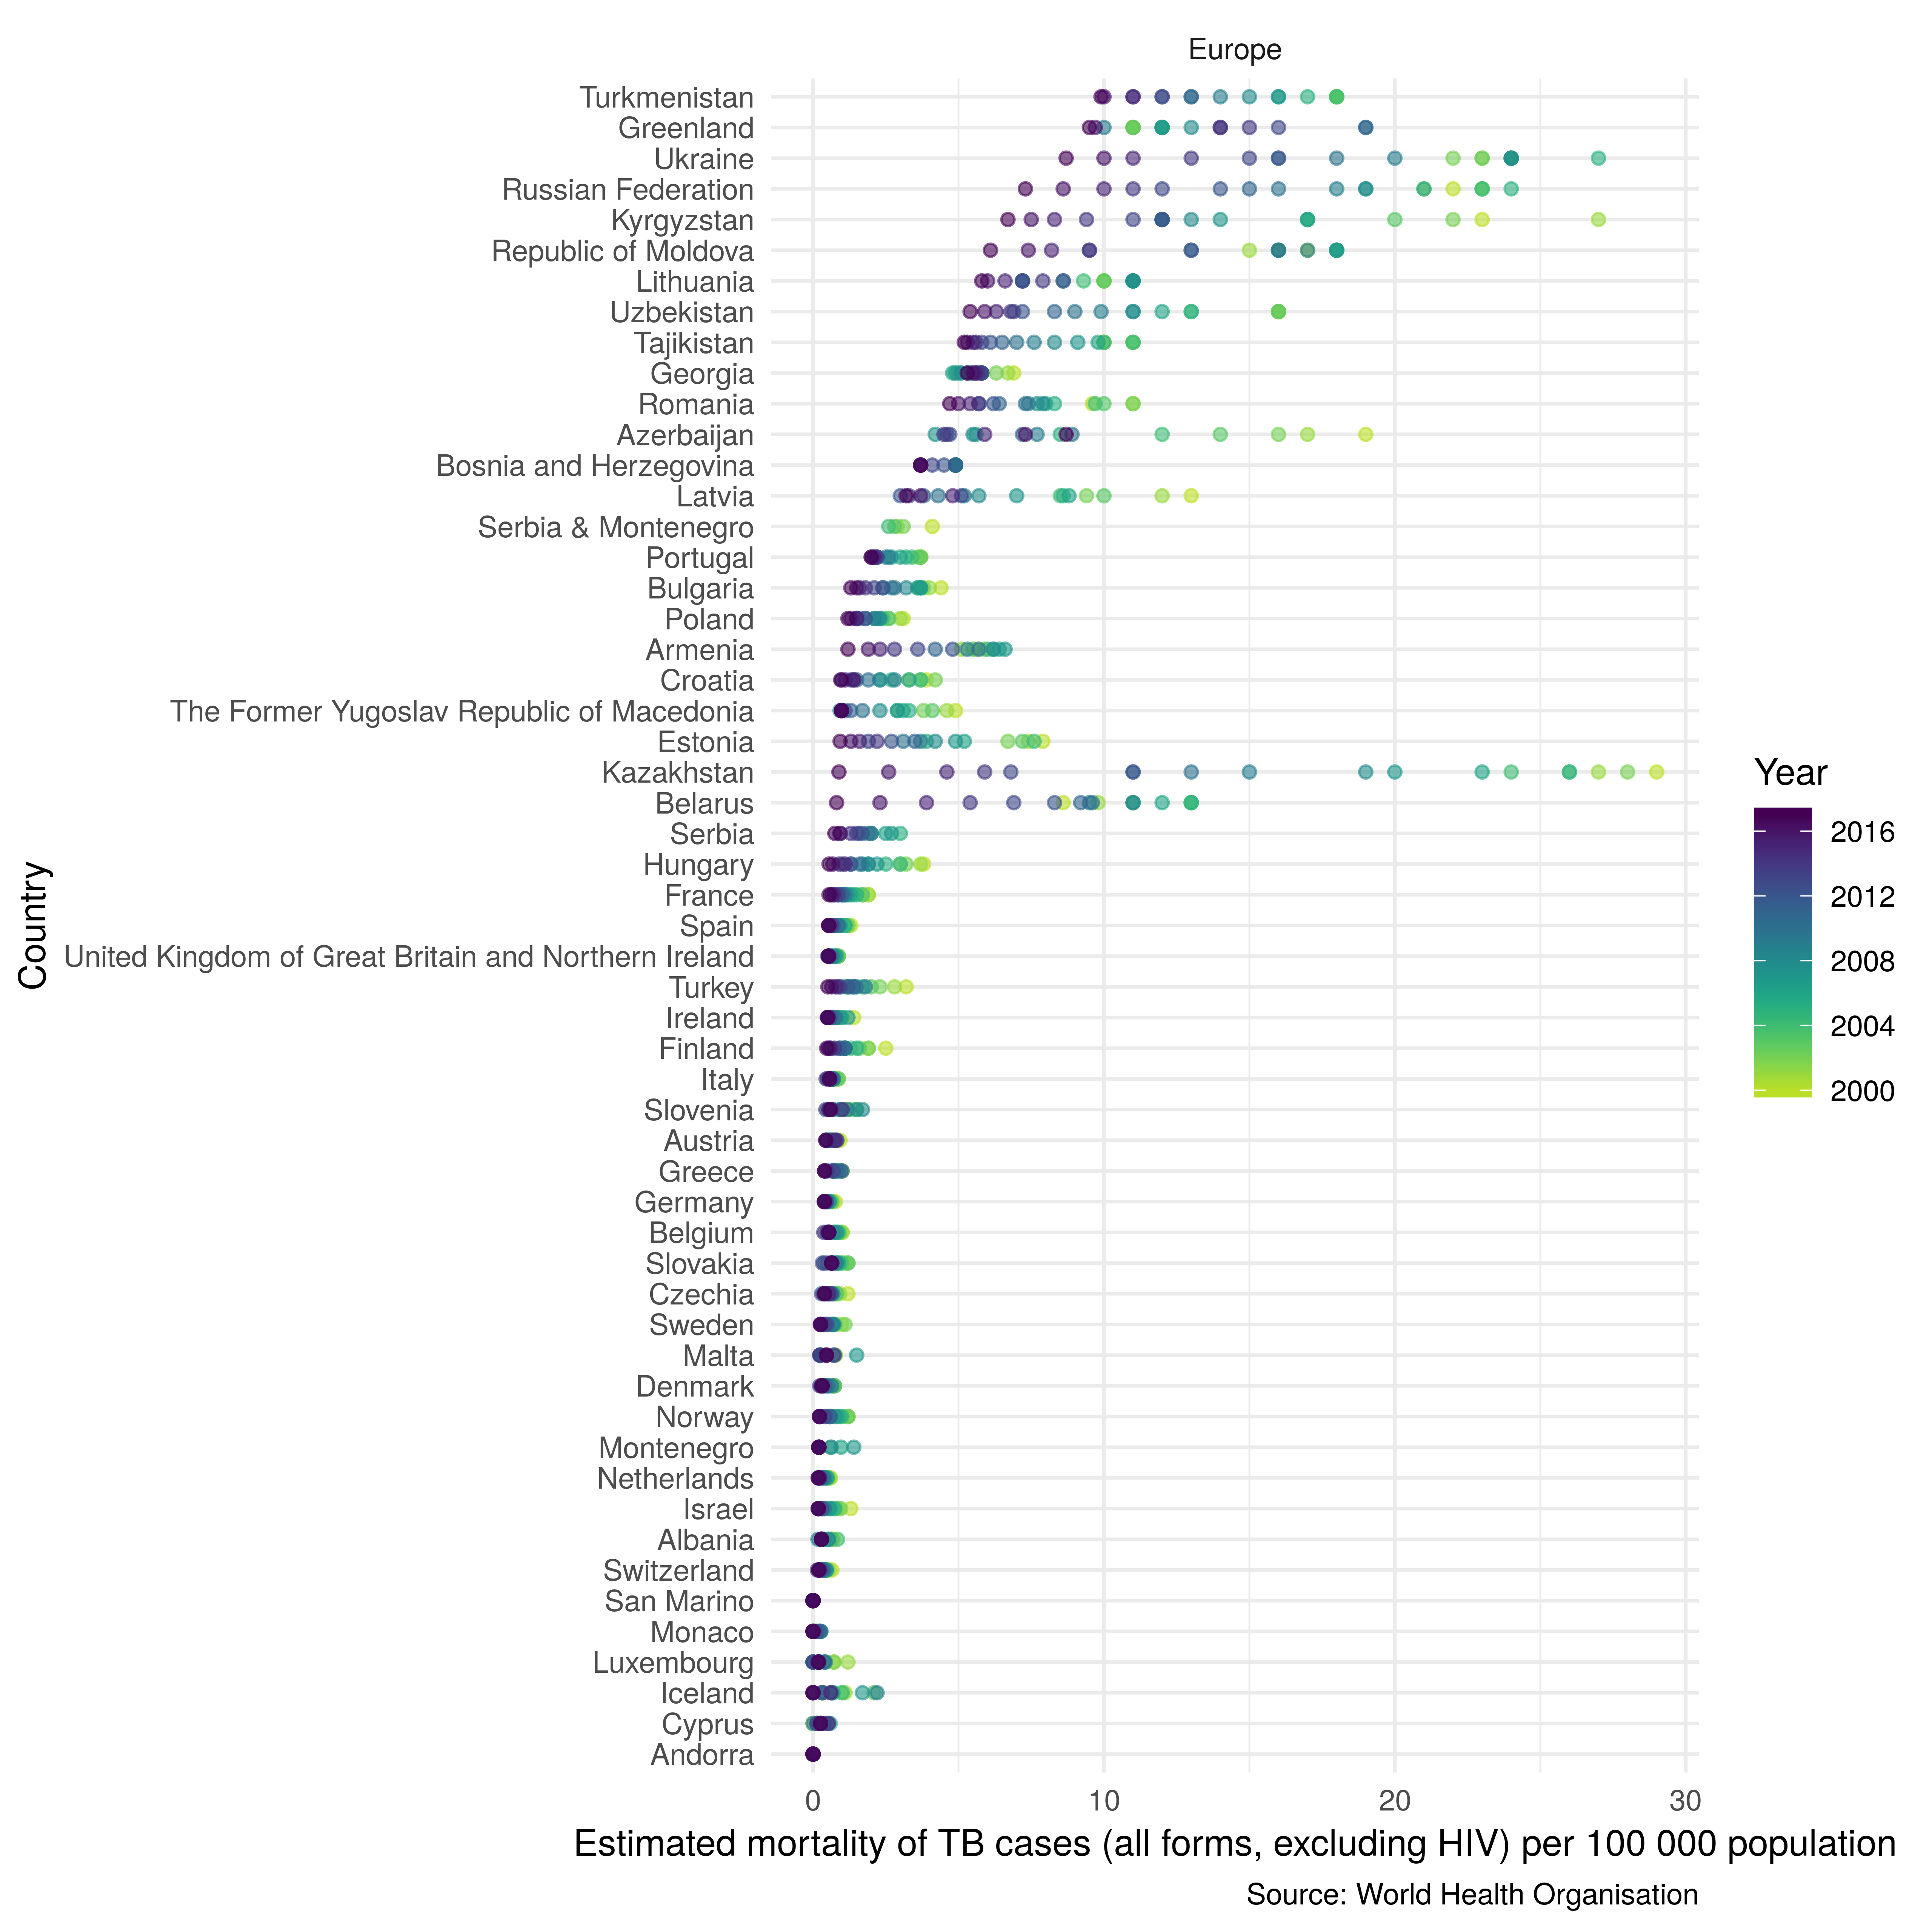 Europe
Turkmenistan
Greenland
Ukraine
Russian Federation
Kyrgyzstan
Republic of Moldova
Lithuania
Uzbekistan
Tajikistan
Georgia
Romania
Azerbaijan
Bosnia and Herzegovina
Latvia
Serbia & Montenegro
Portugal
Bulgaria
Poland
Armenia
Croatia
The Former Yugoslav Republic of Macedonia
Estonia
Kazakhstan
Belarus
Serbia
Hungary
France
Spain
United Kingdom of Great Britain and Northern Ireland
Turkey
Ireland
Finland
Italy
Slovenia
Austria
Greece
Germany
Belgium
Slovakia
Czechia
Sweden
Malta
Denmark
Norway
Montenegro
Netherlands
Israel
Albania
Switzerland
San Marino
Monaco
Luxembourg
Iceland
Cyprus
Andorra
Country
0 10 20 30
Estimated mortality of TB cases (all forms, excluding HIV) per 100 000 population
Source: World Health Organisation
Year
2016
2012
2008
2004
2000